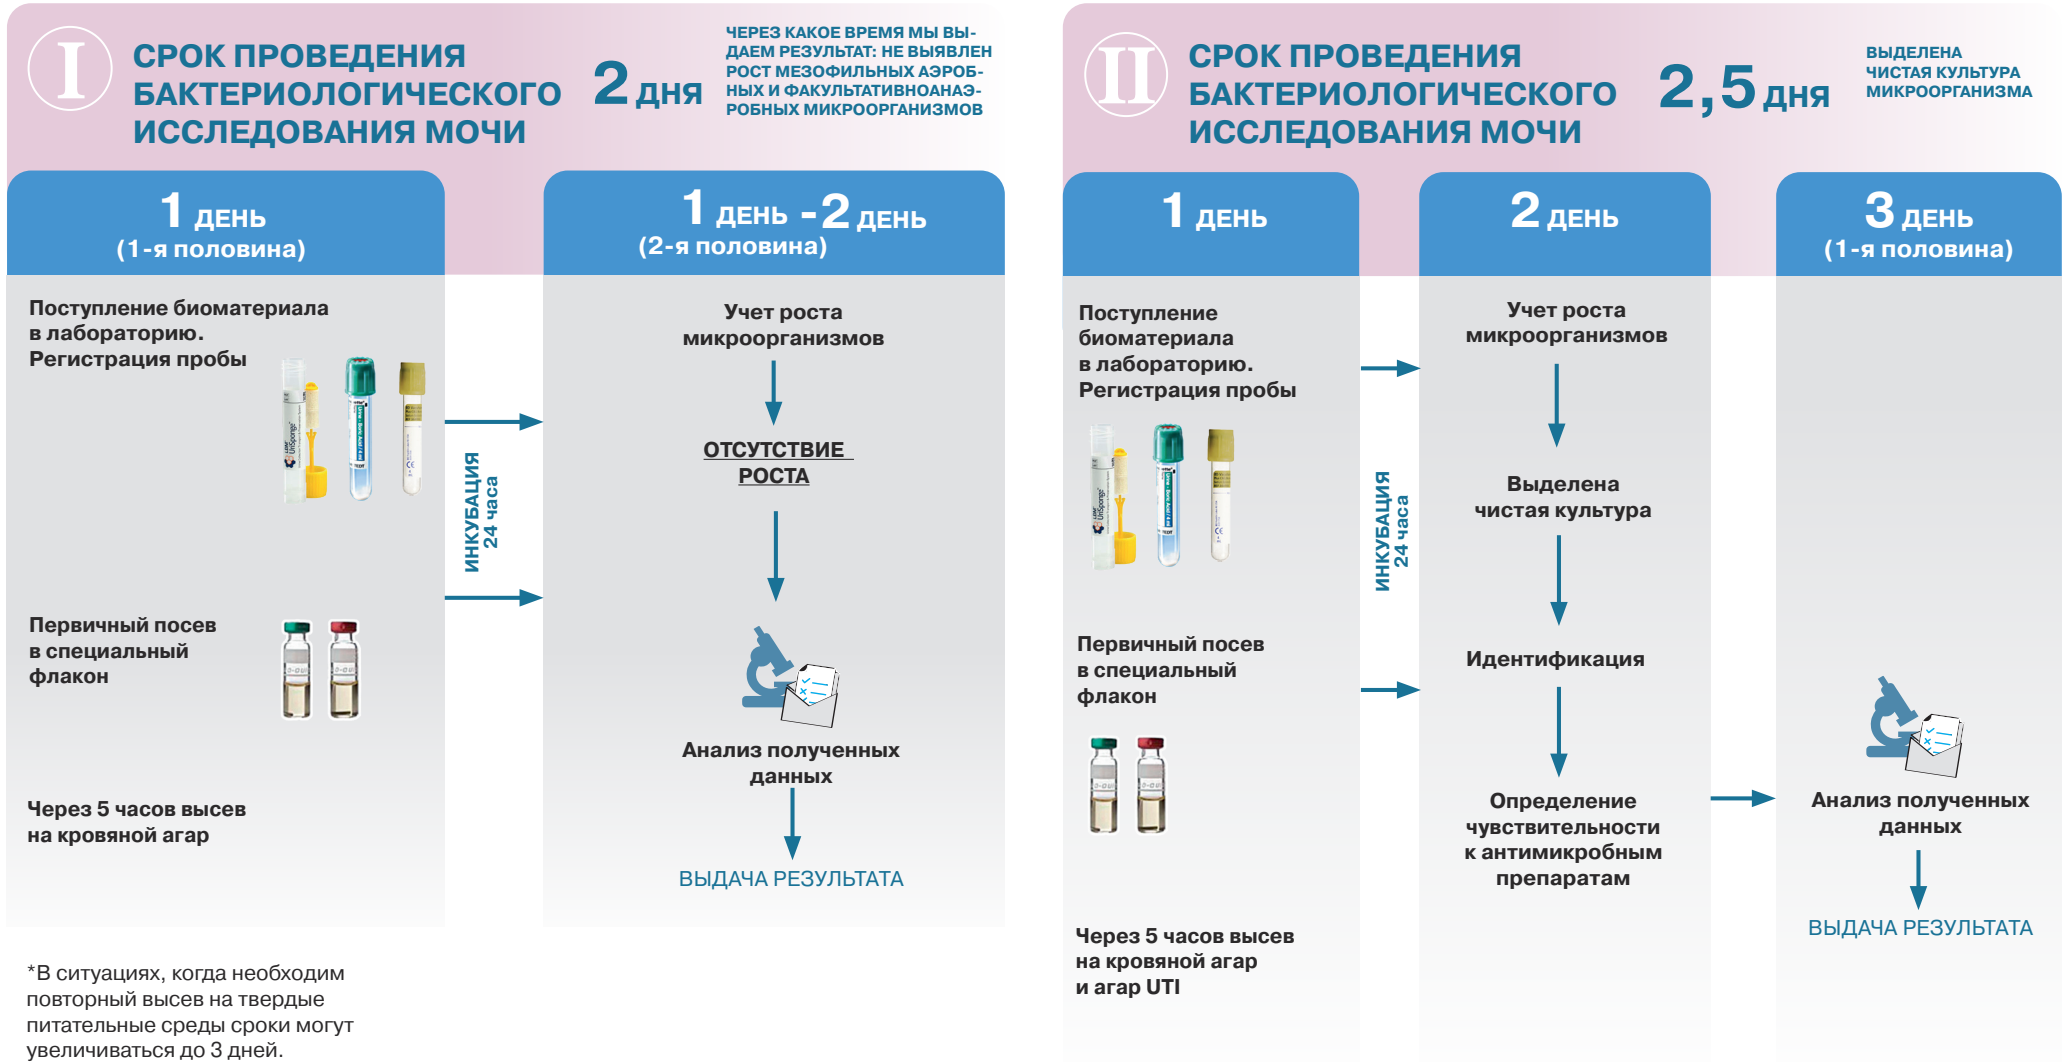 I
СРОК ПРОВЕДЕНИЯ
БАКТЕРИОЛОГИЧЕСКОГО
ИССЛЕДОВАНИЯ МОЧИ
2 ДНЯ
ЧЕРЕЗ КАКОЕ ВРЕМЯ МЫ ВЫ-
ДАЕМ РЕЗУЛЬТАТ: НЕ ВЫЯВЛЕН
РОСТ МЕЗОФИЛЬНЫХ АЭРОБ-
НЫХ И ФАКУЛЬТАТИВНОАНАЭ-
РОБНЫХ МИКРООРГАНИЗМОВ
1 ДЕНЬ
(1-я половина)
Поступление биоматериала
в лабораторию.
Регистрация пробы
UriSponge
Первичный посев
в специальный
флакон
Через 5 часов высев
на кровяной агар
ИНКУБАЦИЯ
24 часа
1 ДЕНЬ - 2 ДЕНЬ
(2-я половина)
Учет роста
микроорганизмов
ОТСУТСТВИЕ
РОСТА
Анализ полученных
данных
ВЫДАЧА РЕЗУЛЬТАТА
*В ситуациях, когда необходим
повторный высев на твердые
питательные среды сроки могут
увеличиваться до 3 дней.
II
СРОК ПРОВЕДЕНИЯ
БАКТЕРИОЛОГИЧЕСКОГО
ИССЛЕДОВАНИЯ МОЧИ
2,5 ДНЯ
ВЫДЕЛЕНА
ЧИСТАЯ КУЛЬТУРА
МИКРООРГАНИЗМА
1 ДЕНЬ
Поступление
биоматериала
в лабораторию.
Регистрация пробы
UriSponge
Первичный посев
в специальный
флакон
Через 5 часов высев
на кровяной агар
и агар UTI
ИНКУБАЦИЯ
24 часа
2 ДЕНЬ
Учет роста
микроорганизмов
Выделена
чистая культура
Идентификация
Определение
чувствительности
к антимикробным
препаратам
3 ДЕНЬ
(1-я половина)
Анализ полученных
данных
ВЫДАЧА РЕЗУЛЬТАТА